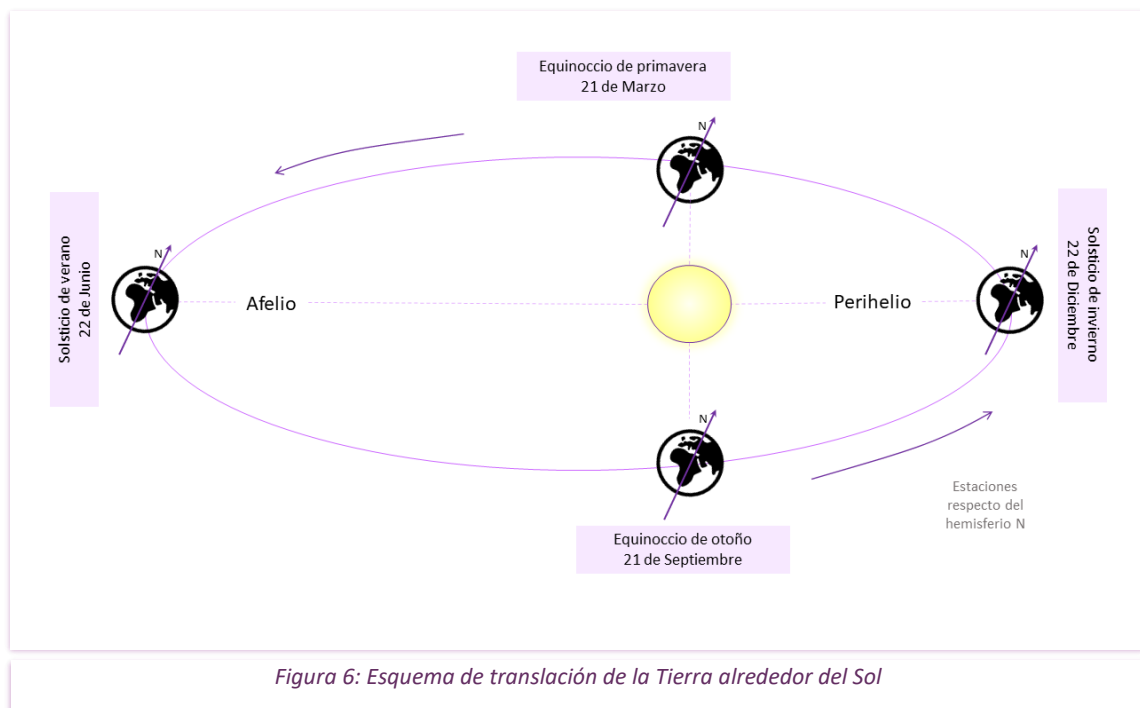 Equinoccio de primavera
21 de Marzo
N
Solsticio de verano
22 de Junio
N
Afelio
Perihelio
N
Solsticio de invierno
22 de Diciembre
N
Equinoccio de otoño
21 de Septiembre
Estaciones
respecto del
hemisferio N
Figura 6: Esquema de translación de la Tierra alrededor del Sol